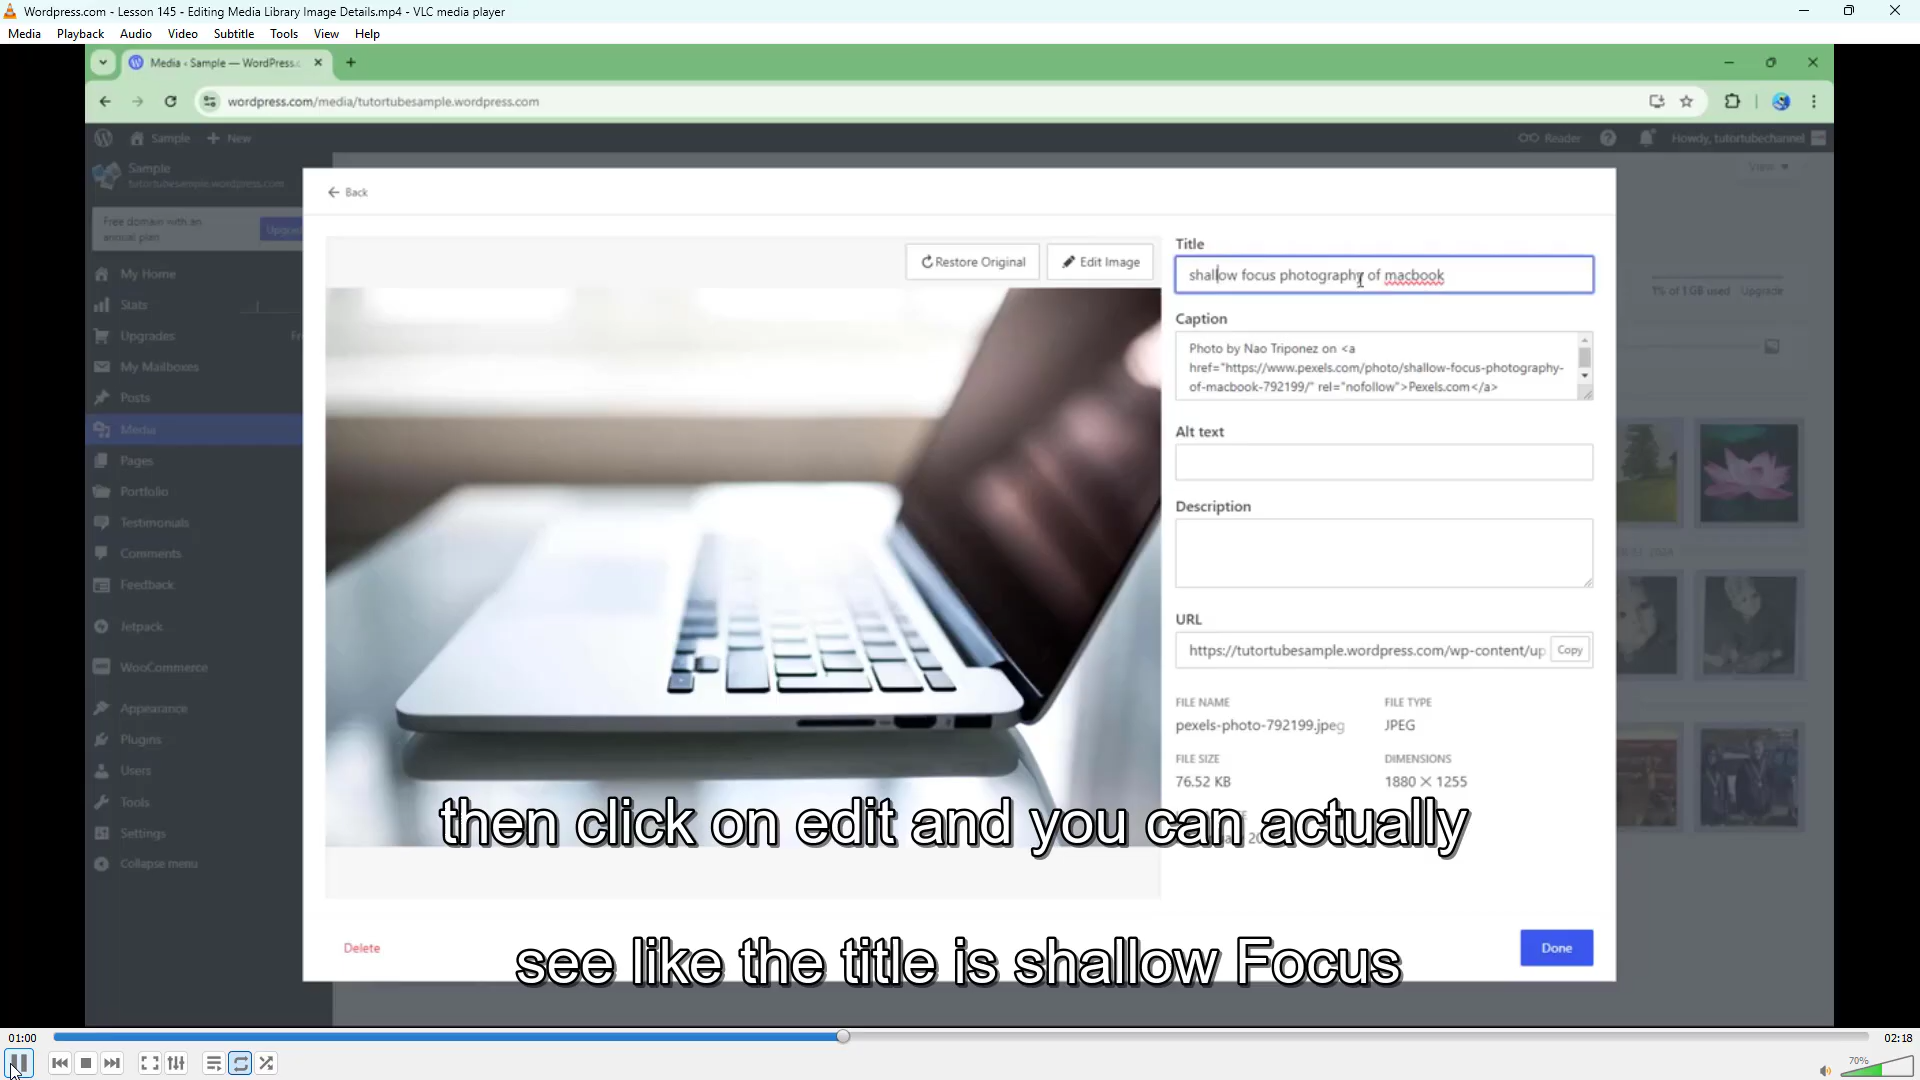 Wordpress.com - Lesson 145 - Editing Media Library Image Details.mp4 - VLC media player
Media Playback Audio Video Subtitle Tools View Help
Media ‹ Sample — WordPress.c
wordpress.com/media/tutortubesample.wordpress.com
Sample New Reader Howdy, tutortubechannel
Sample
tutortubesample.wordpress.com
View
Free domain with an
annual plan
Upgrad
My Home
Stats
Upgrades Fr
My Mailboxes
Posts
Media
Pages
Portfolio
Testimonials
Comments
Feedback
Jetpack
WooCommerce
Appearance
Plugins
Users
Tools
Settings
Collapse menu
1% of 1 GB used Upgrade
Back
Restore Original Edit Image
Title
shallow focus photography of macbook
Caption
Photo by Nao Triponez on <a
href="https://www.pexels.com/photo/shallow-focus-photography-
of-macbook-792199/" rel="nofollow">Pexels.com</a>
Alt text
Description
URL
https://tutortubesample.wordpress.com/wp-content/up Copy
FILE NAME FILE TYPE
pexels-photo-792199.jpeg JPEG
FILE SIZE DIMENSIONS
76.52 KB 1880 × 1255
then click on edit and you can actually
see like the title is shallow Focus
Delete Done
01:00 02:18
70%